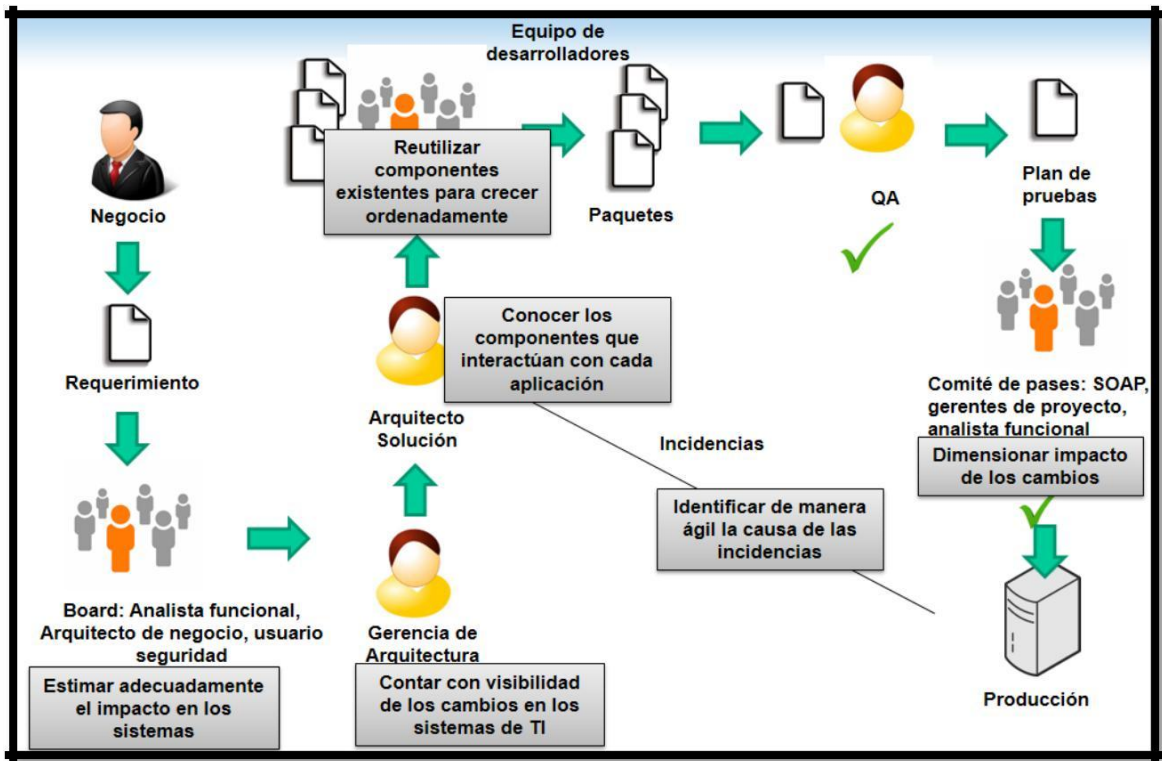 Equipo de
desarrolladores
Negocio
Reutilizar
componentes
existentes para crecer
ordenadamente
Paquetes
QA
Plan de
pruebas
Requerimiento
Conocer los
componentes que
interactúan con cada
aplicación
Arquitecto
Solución
Comité de pases: SOAP,
gerentes de proyecto,
analista funcional
Dimensionar impacto
de los cambios
Incidencias
Identificar de manera
ágil la causa de las
incidencias
Board: Analista funcional,
Arquitecto de negocio, usuario
seguridad
Estimar adecuadamente
el impacto en los
sistemas
Gerencia de
Arquitectura
Contar con visibilidad
de los cambios en los
sistemas de TI
Producción